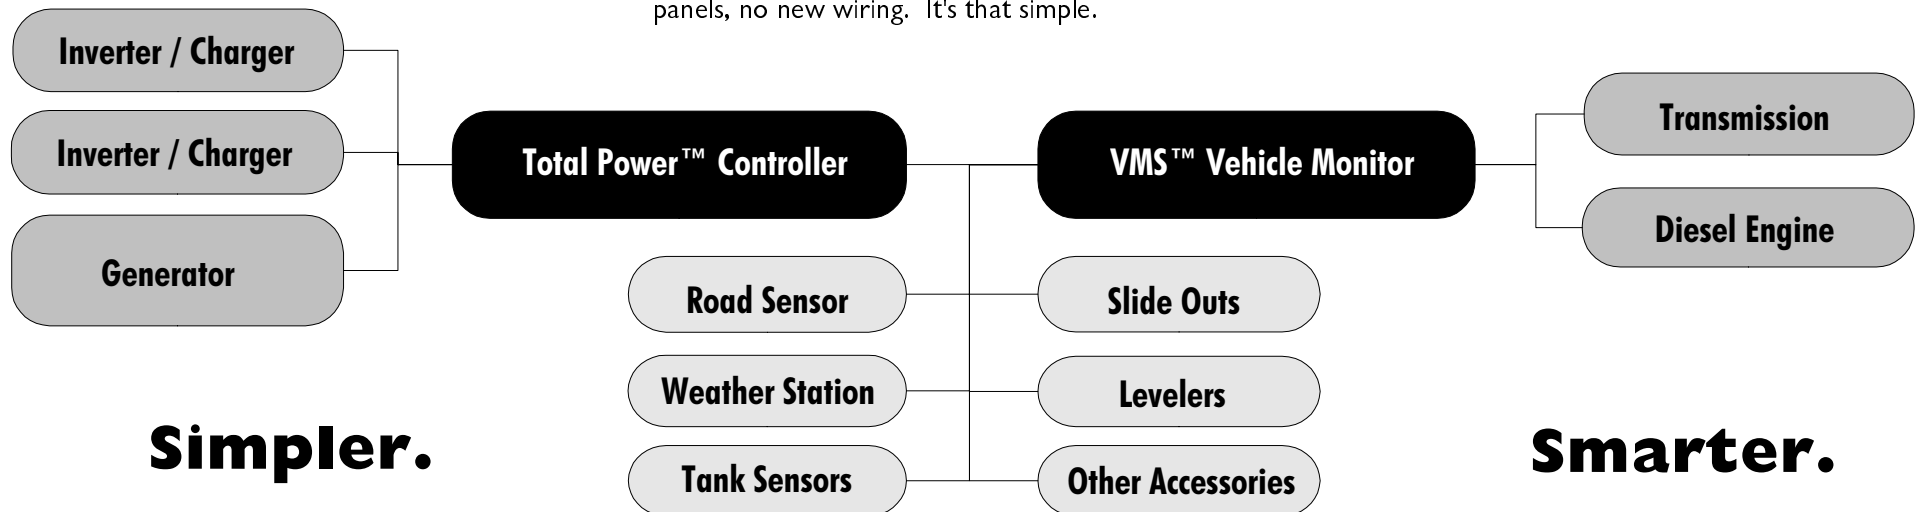 panels, no new wiring.  It's that simple.
Inverter / Charger
Inverter / Charger
Generator
Total Power™ Controller
VMS™ Vehicle Monitor
Transmission
Diesel Engine
Road Sensor
Slide Outs
Weather Station
Levelers
Tank Sensors
Other Accessories
Simpler.
Smarter.